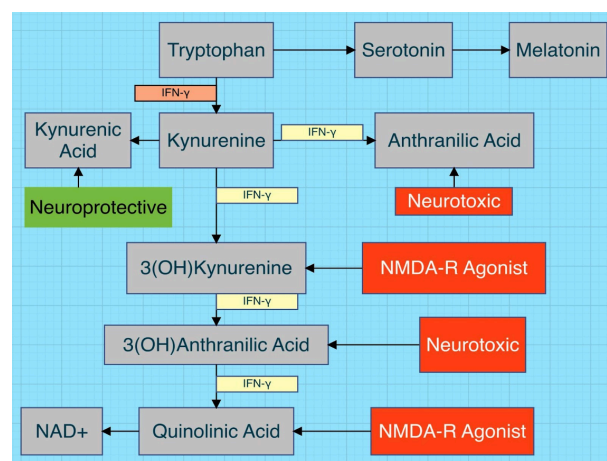 Tryptophan
Serotonin
Melatonin
IFN-γ
Kynurenic
Acid
Kynurenine
IFN-γ
Anthranilic Acid
Neuroprotective
IFN-γ
Neurotoxic
3(OH)Kynurenine
NMDA-R Agonist
IFN-γ
3(OH)Anthranilic Acid
Neurotoxic
IFN-γ
NAD+
Quinolinic Acid
NMDA-R Agonist